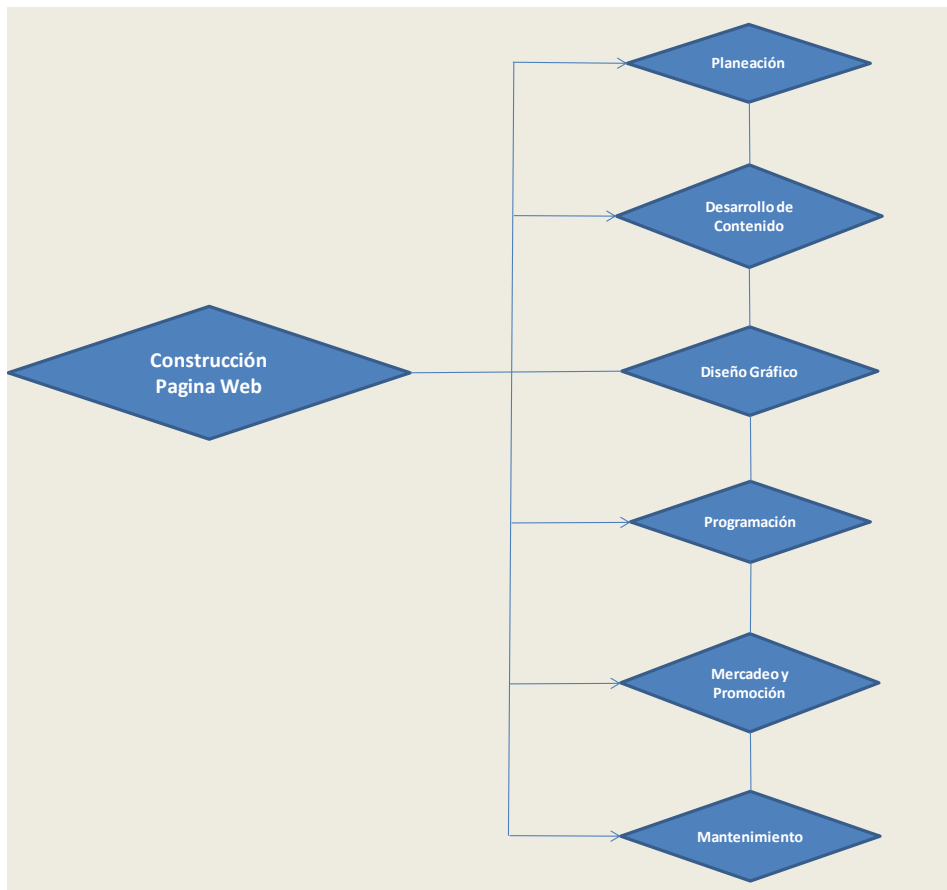 Planeación
Desarrollo de
Contenido
Construcción
Pagina Web
Diseño Gráfico
Programación
Mercadeo y
Promoción
Mantenimiento